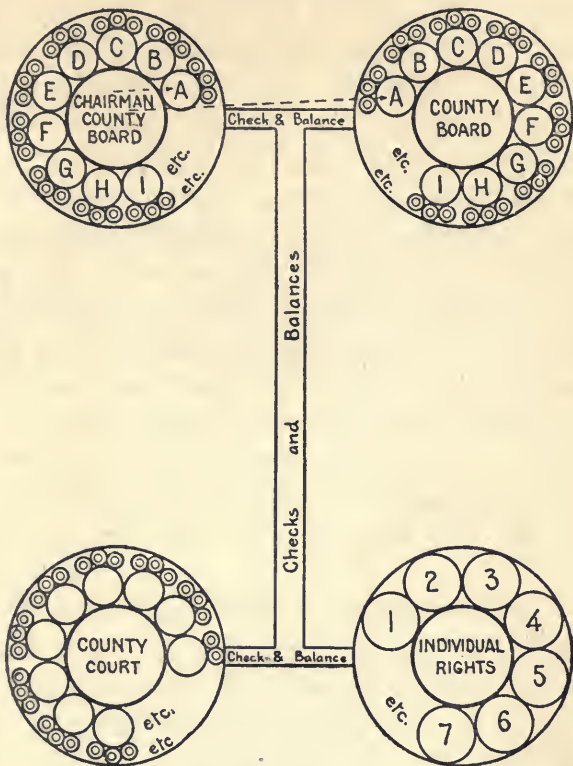 C
D
B
E
A
CHAIRMAN
COUNTY
BOARD
F
G
H
I
etc.
etc.
C
B
D
A
E
COUNTY
BOARD
F
G
H
I
etc.
etc.
Check & Balance
Checks and Balances
COUNTY
COURT
etc.
etc
Check & Balance
1
2
3
4
5
6
7
INDIVIDUAL
RIGHTS
etc.